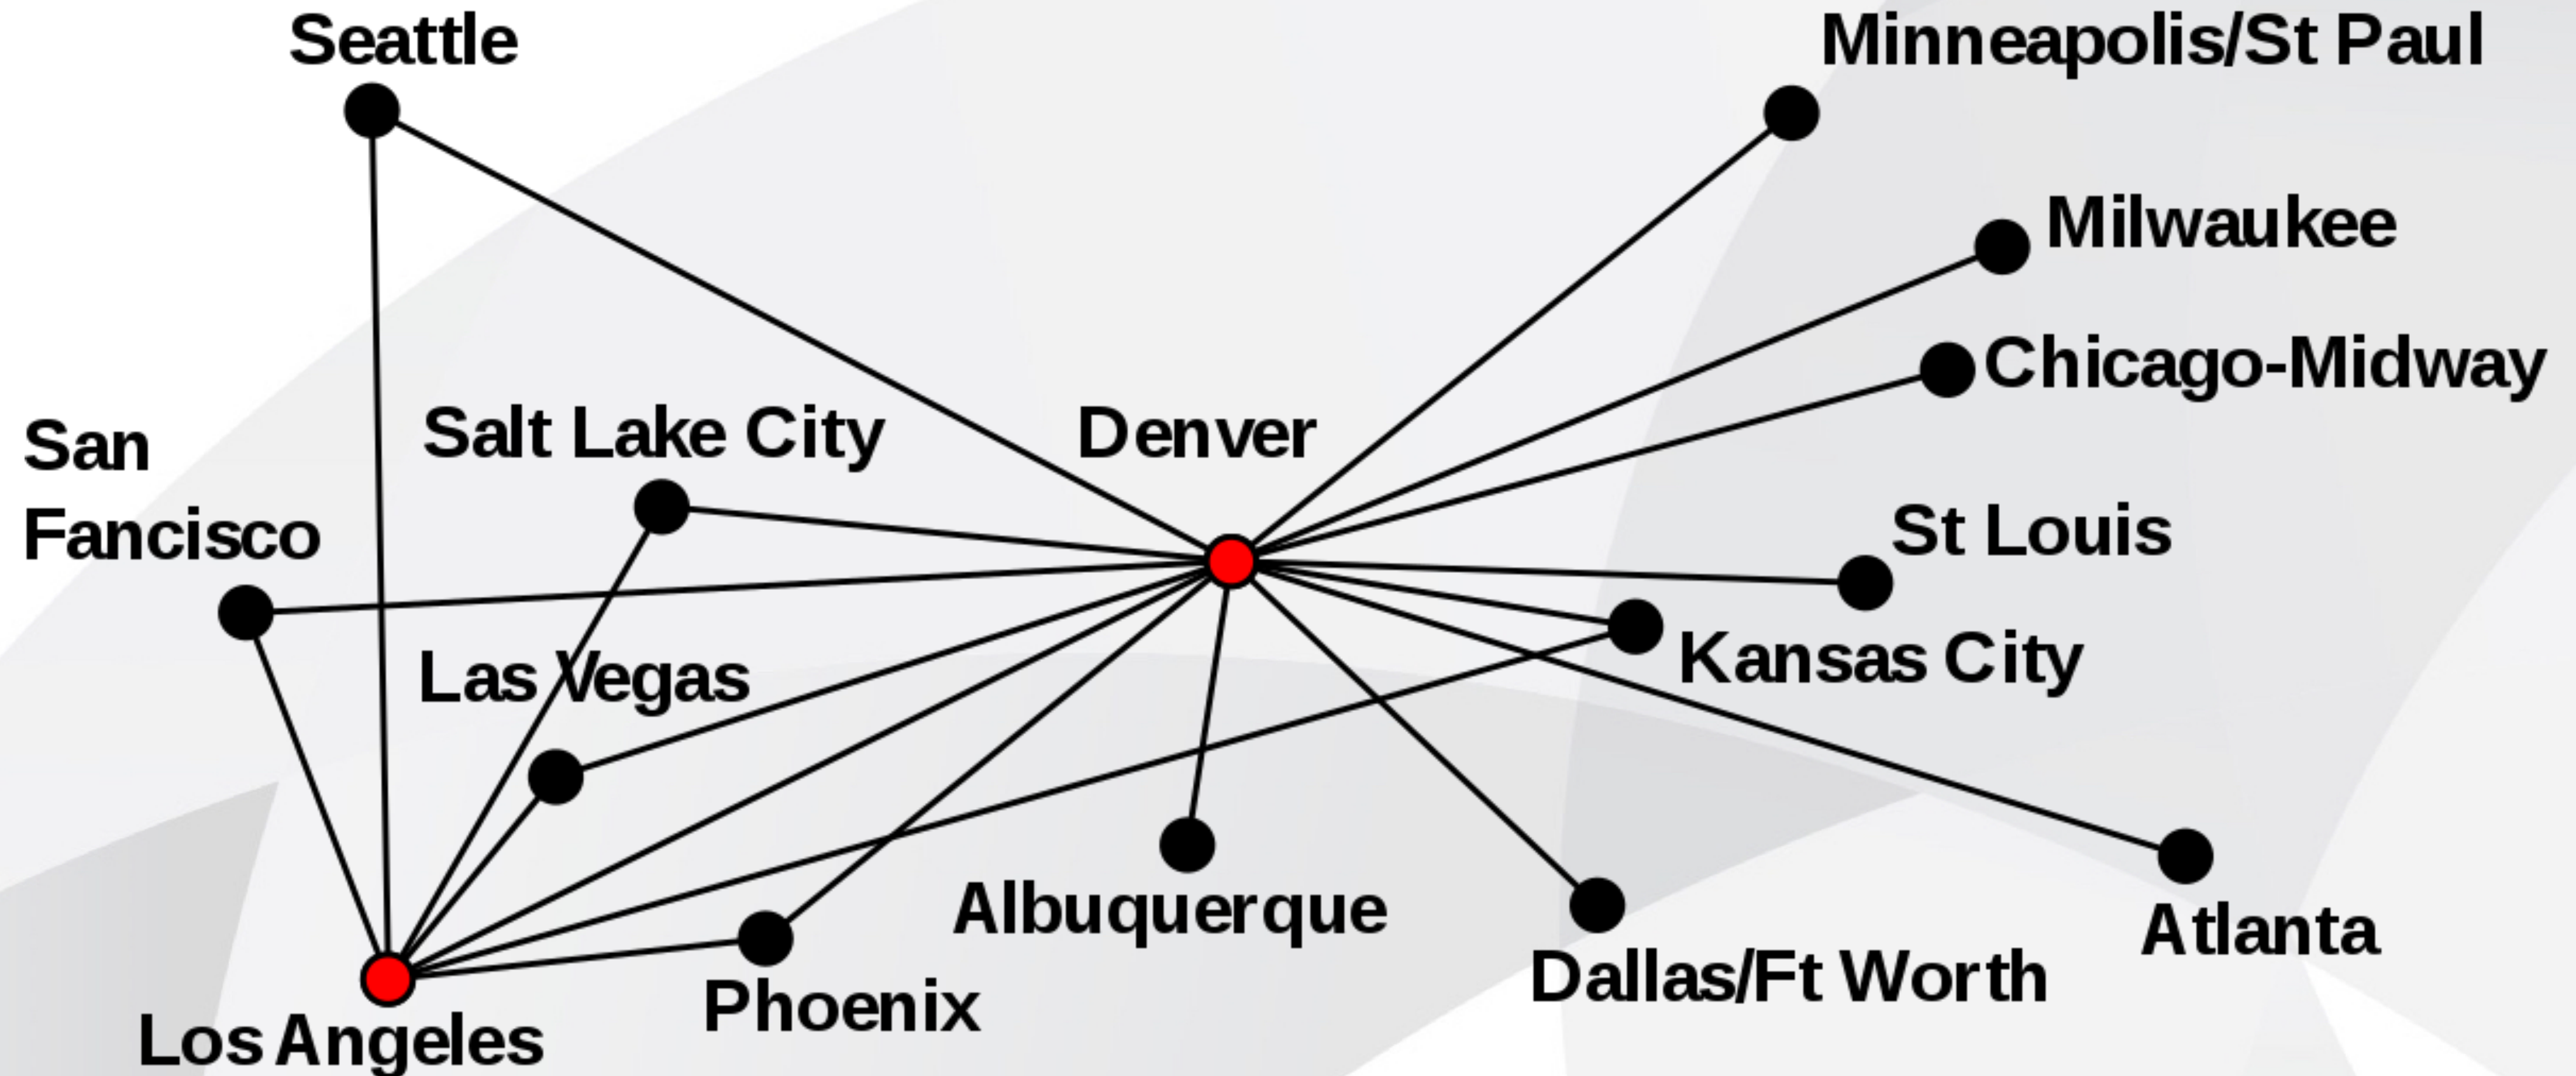 Seattle
Minneapolis/St Paul
Milwaukee
Chicago-Midway
San
Fancisco
Salt Lake City
Denver
St Louis
Las Vegas
Kansas City
Albuquerque
Atlanta
Dallas/Ft Worth
Phoenix
Los Angeles